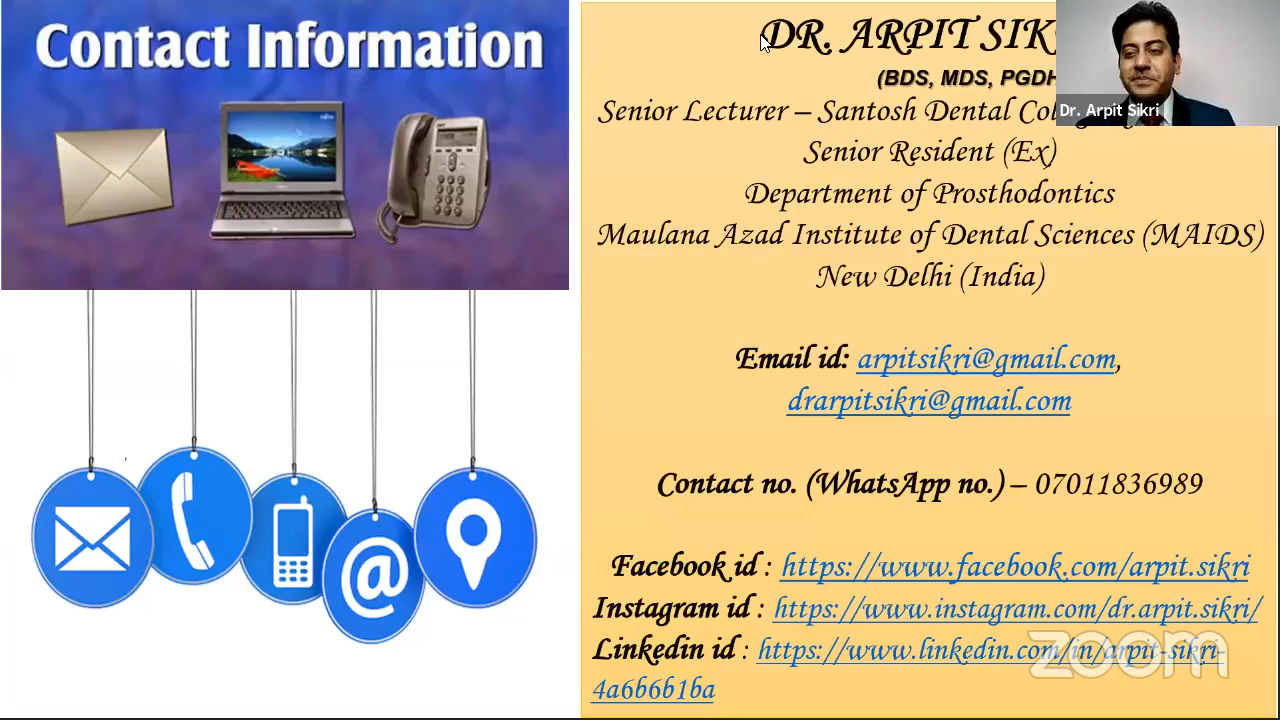 Contact Information
DR. ARPIT
(BDS, MDS,
Dr. Arpit Sikri
Senior Lecturer – Santosh Dental
Senior Resident (Ex)
Department of Prosthodontics
Maulana Azad Institute of Dental Sciences (MAIDS)
New Delhi (India)
Email id: arpitsikri@gmail.com,
drarpitsikri@gmail.com
Contact no. (WhatsApp no.) – 07011836989
Facebook id : https://www.facebook.com/arpit.sikri
Instagram id : https://www.instagram.com/dr.arpit.sikri/
Linkedin id : https://www.linkedin.com/in/arpit-sikri-
4a6b6b1ba
zoom